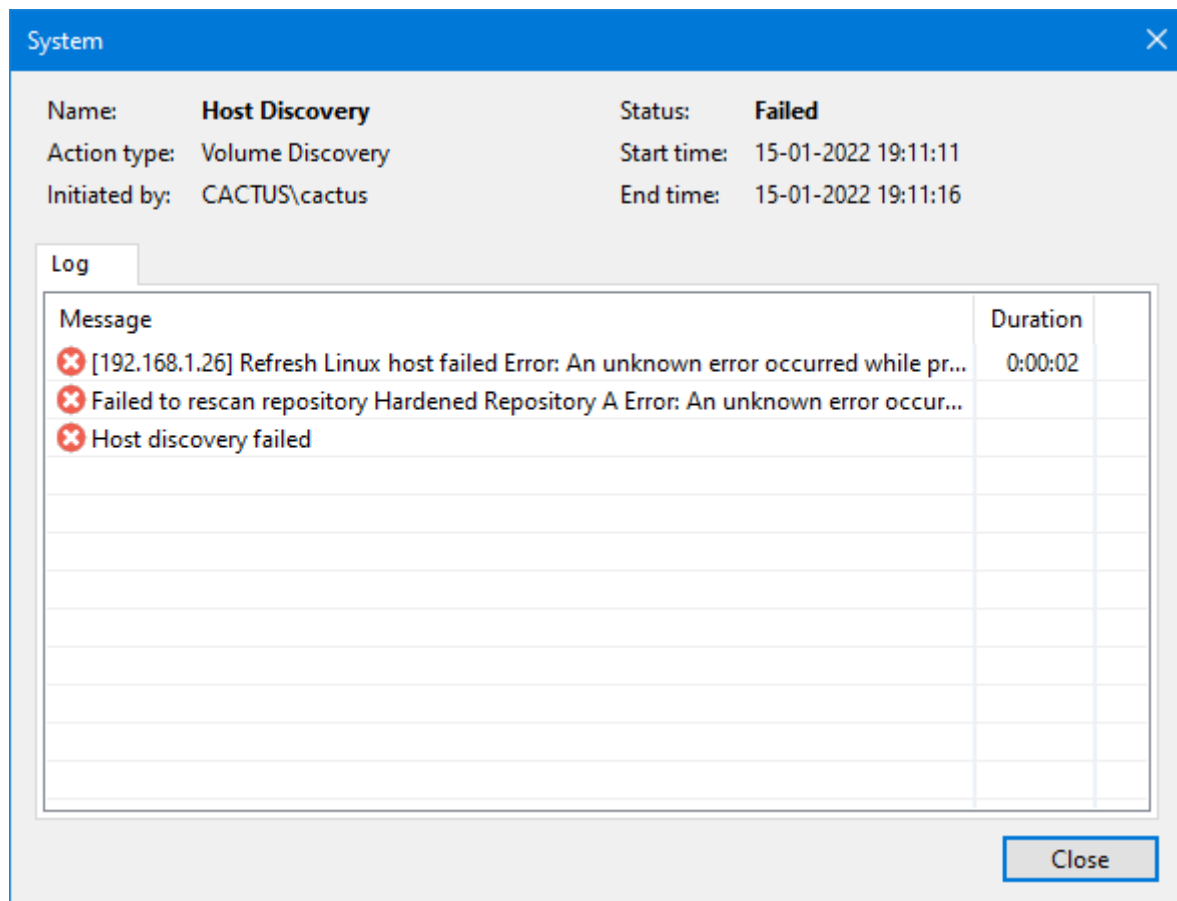 System
Name: Host Discovery Status: Failed
Action type: Volume Discovery Start time: 15-01-2022 19:11:11
Initiated by: CACTUS\cactus End time: 15-01-2022 19:11:16
Log
Message Duration
[192.168.1.26] Refresh Linux host failed Error: An unknown error occurred while pr... 0:00:02
Failed to rescan repository Hardened Repository A Error: An unknown error occur...
Host discovery failed
Close